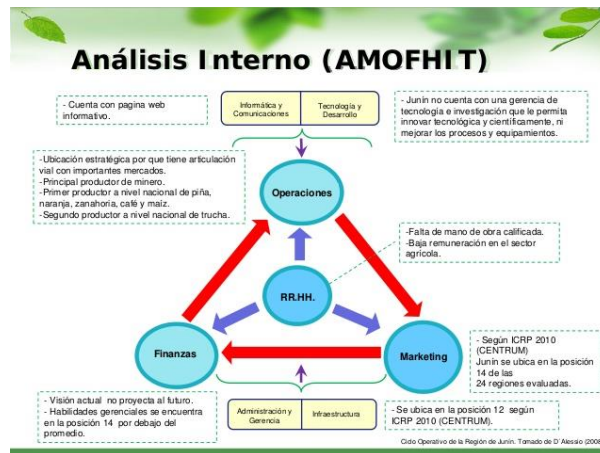 Análisis Interno (AMOFHIT)
- Cuenta con pagina web
informativo.
Informática y
Comunicaciones
Tecnología y
Desarrollo
- Junín no cuenta con una gerencia de
tecnología e investigación que le permita
innovar tecnológica y científicamente, ni
mejorar los procesos y equipamientos.
-Ubicación estratégica por que tiene articulación
vial con importantes mercados.
- Principal productor de minero.
- Primer productor a nivel nacional de piña,
naranja, zanahoria, café y maíz.
-Segundo productor a nivel nacional de trucha.
Operaciones
-Falta de mano de obra calificada.
-Baja remuneración en el sector
agrícola.
RR.HH.
Finanzas
Marketing
- Según ICRP 2010
(CENTRUM)
Junín se ubica en la posición
14 de las
24 regiones evaluadas.
- Visión actual no proyecta al futuro.
- Habilidades gerenciales se encuentra
en la posición 14 por debajo del
promedio.
Administración y
Gerencia
Infraestructura
- Se ubica en la posición 12 según
ICRP 2010 (CENTRUM).
Ciclo Operativo de la Región de Junín. Tomado de D´Alessio (2008